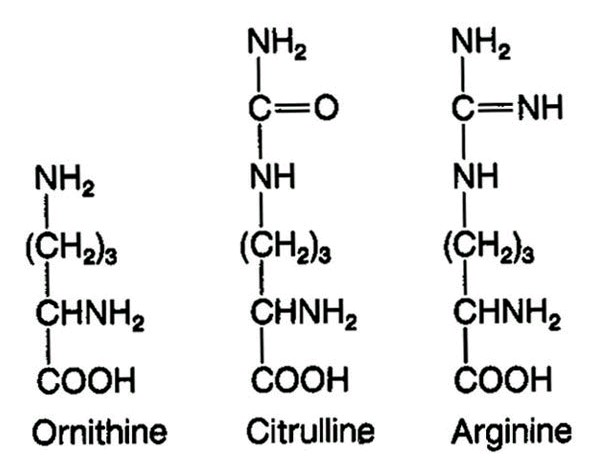 NH2
(CH2)3
CHNH2
COOH
Ornithine
NH2
C=O
NH
(CH2)3
CHNH2
COOH
Citrulline
NH2
C=NH
NH
(CH2)3
CHNH2
COOH
Arginine